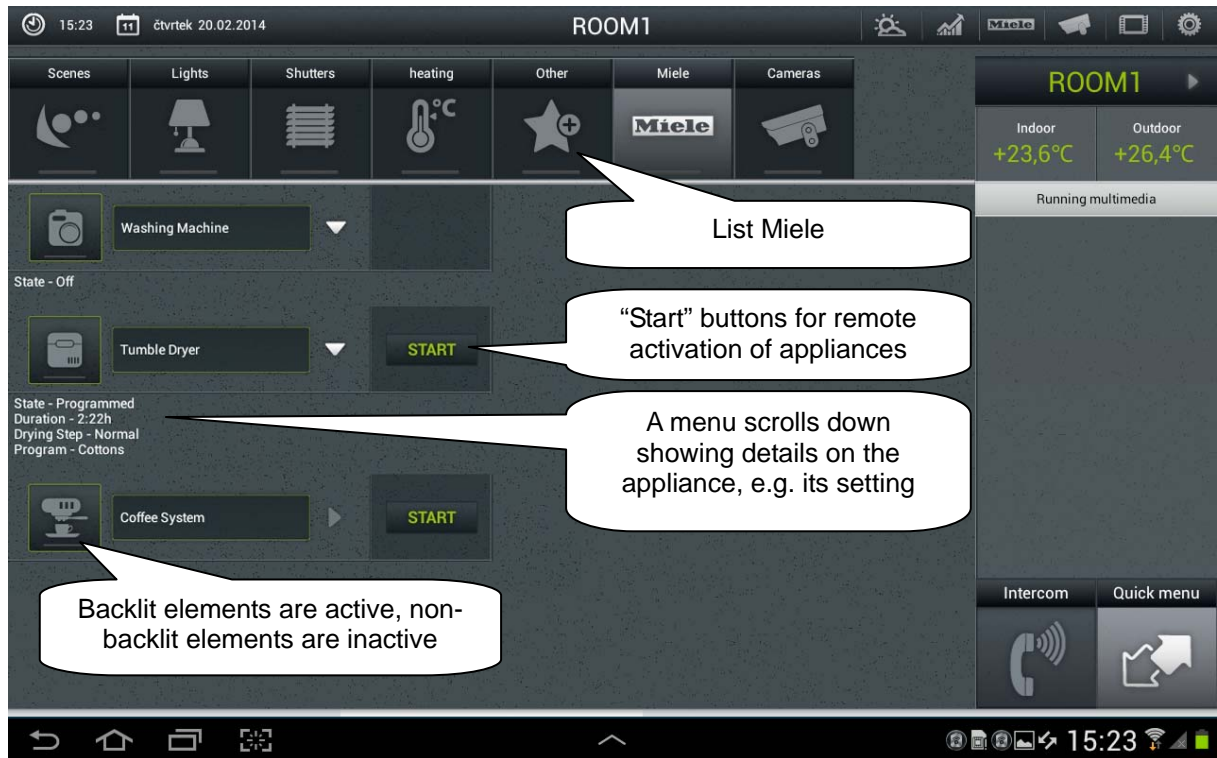 15:23 11 čtvrtek 20.02.2014 ROOM1 Miele
Scenes Lights Shutters heating Other Miele Cameras
°C Miele
ROOM1
Indoor Outdoor
+23,6°C +26,4°C
Running multimedia
Washing Machine
List Miele
State - Off
Tumble Dryer START
“Start” buttons for remote
activation of appliances
State - Programmed
Duration - 2:22h
Drying Step - Normal
Program - Cottons
A menu scrolls down
showing details on the
appliance, e.g. its setting
Coffee System START
Backlit elements are active, non-
backlit elements are inactive
Intercom Quick menu
15:23